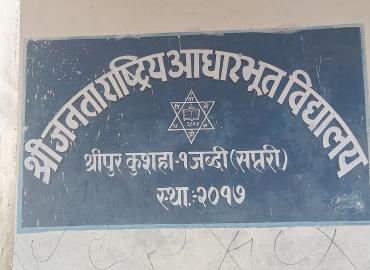 श्री जनता राष्ट्रिय आधारभूत विद्यालय
श्रीपुर कुशहा-१ जब्दी (सप्तरी)
स्था.:२०१७